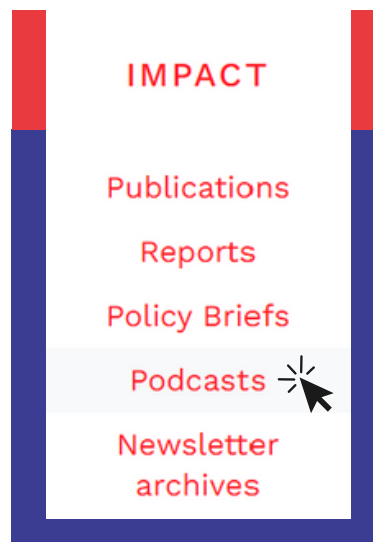 IMPACT
Publications
Reports
Policy Briefs
Podcasts
Newsletter
archives